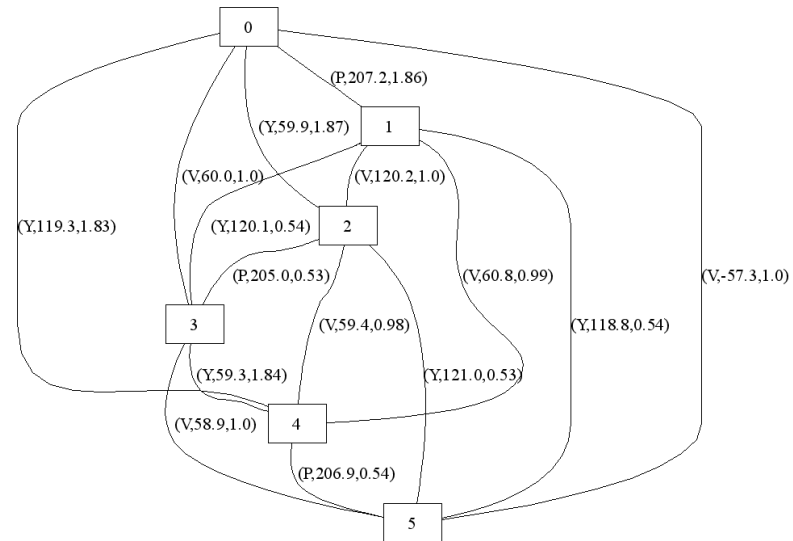 0
(P,207.2,1.86)
(Y,59.9,1.87)
1
(V,60.0,1.0)
(V,120.2,1.0)
(Y,119.3,1.83)
(Y,120.1,0.54)
2
(P,205.0,0.53)
(V,60.8,0.99)
(V,-57.3,1.0)
3
(V,59.4,0.98)
(Y,118.8,0.54)
(Y,59.3,1.84)
(Y,121.0,0.53)
(V,58.9,1.0)
4
(P,206.9,0.54)
5